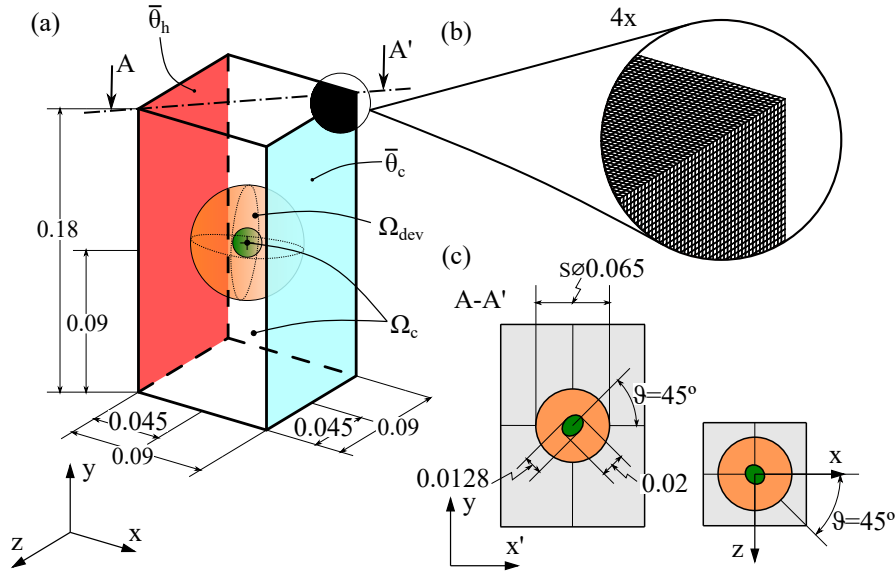 (a)
θ̄h
A
A'
θ̄c
Ωdev
Ωc
0.18
0.09
0.045
0.09
0.045
0.09
y
x
z
(b)
4x
(c)
A-A'
S⌀0.065
ϑ=45º
0.0128
0.02
y
x'
x
z
ϑ=45º